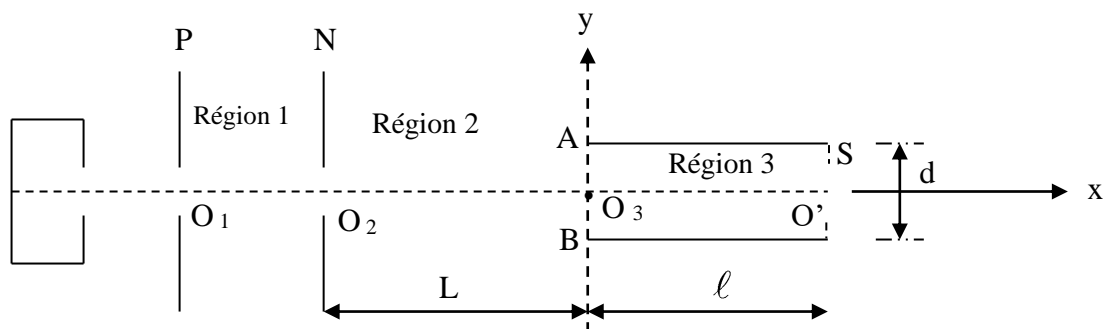 y
P N
Région 1
Région 2
A
Région 3
S
d
x
O 1
O 2
O 3
O’
B
L
ℓ